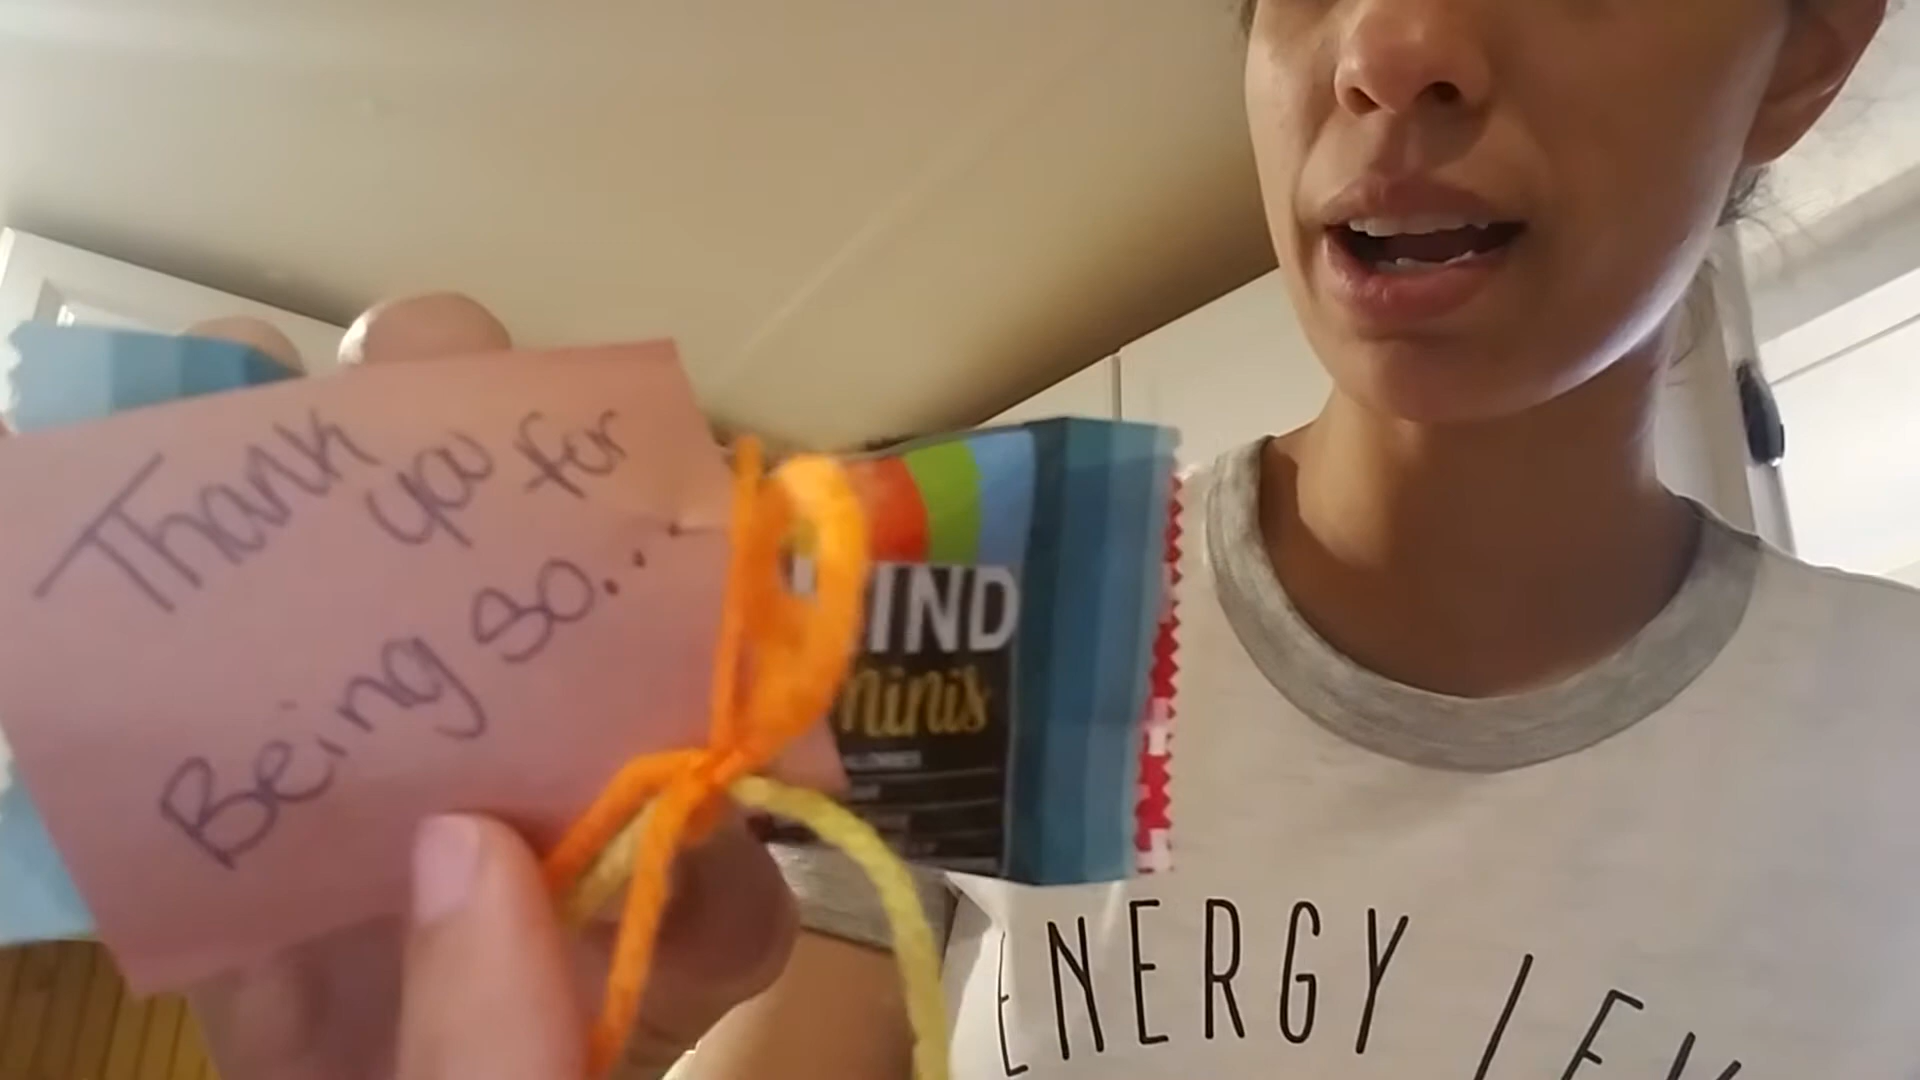 Thank you for
Being so...
IND
minis
ENERGY LEV